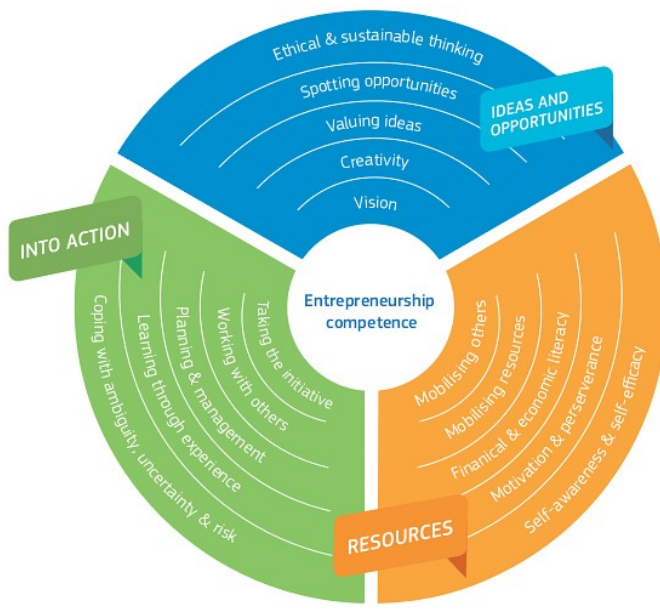 Ethical & sustainable thinking
Spotting opportunities
Valuing ideas
Creativity
Vision
IDEAS AND
OPPORTUNITIES
INTO ACTION
Entrepreneurship
competence
Taking the initiative
Working with others
Planning & management
Learning through experience
Coping with ambiguity, uncertainty & risk
Mobilising others
Mobilising resources
Finanical & economic literacy
Motivation & perseverance
Self-awareness & self-efficacy
RESOURCES